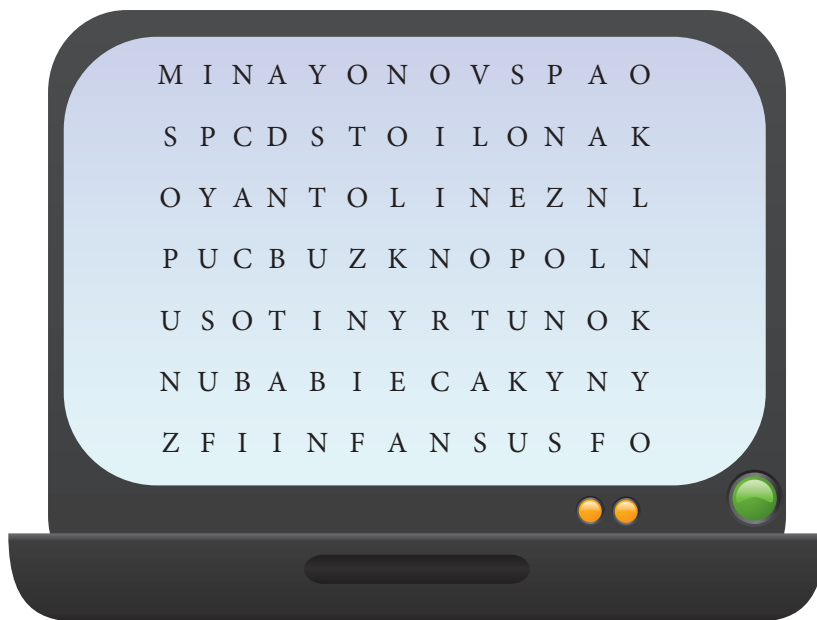 M I N A Y O N O V S P A O
S P C D S T O I L O N A K
O Y A N T O L I N E Z N L
P U C B U Z K N O P O L N
U S O T I N Y R T U N O K
N U B A B I E C A K Y N Y
Z F I I N F A N S U S F O